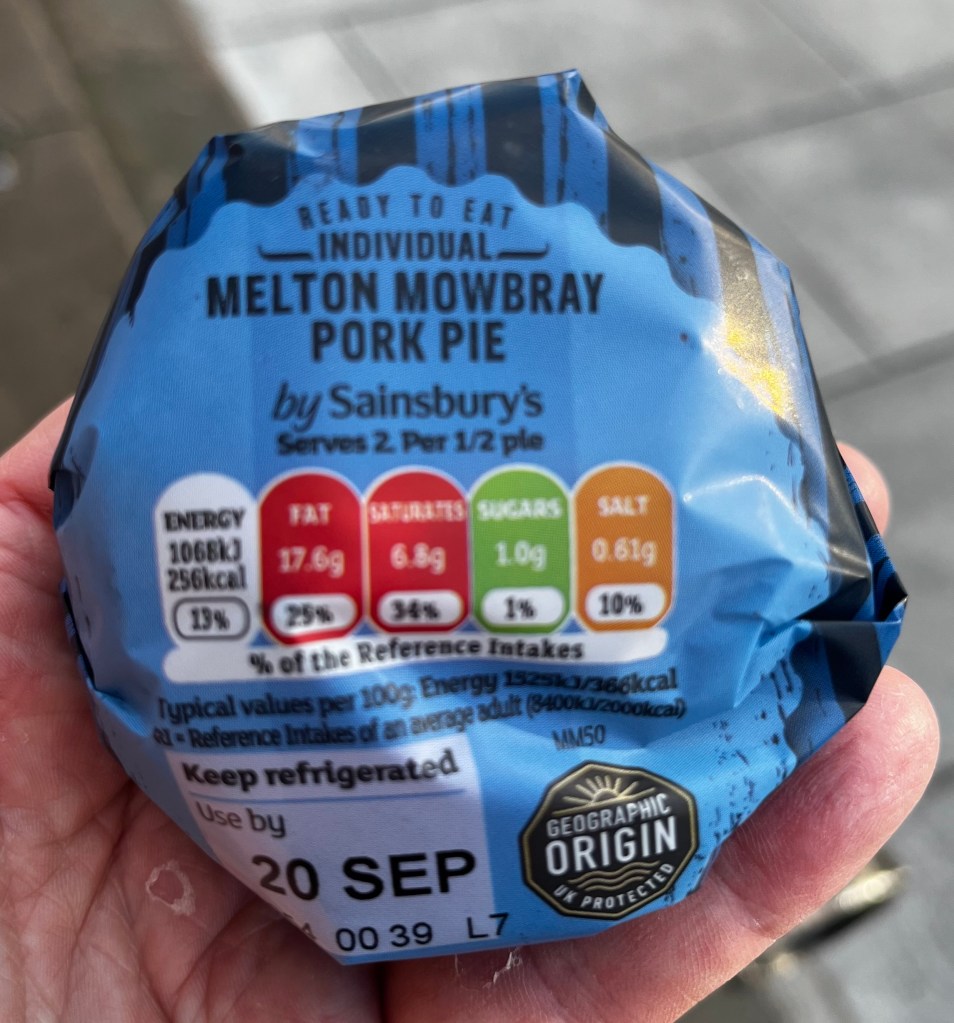 READY TO EAT
INDIVIDUAL
MELTON MOWBRAY
PORK PIE
by Sainsbury's
Serves 2. Per 1/2 pie
ENERGY
1068kJ
256kcal
13%
FAT
17.6g
25%
SATURATES
6.8g
34%
SUGARS
1.0g
1%
SALT
0.61g
10%
% of the Reference Intakes
Typical values per 100g: Energy 1525kJ/366kcal
= Reference Intakes of an average adult (8400kJ/2000kcal)
MM50
Keep refrigerated
Use by
20 SEP
00 39 L7
GEOGRAPHIC
ORIGIN
UK PROTECTED